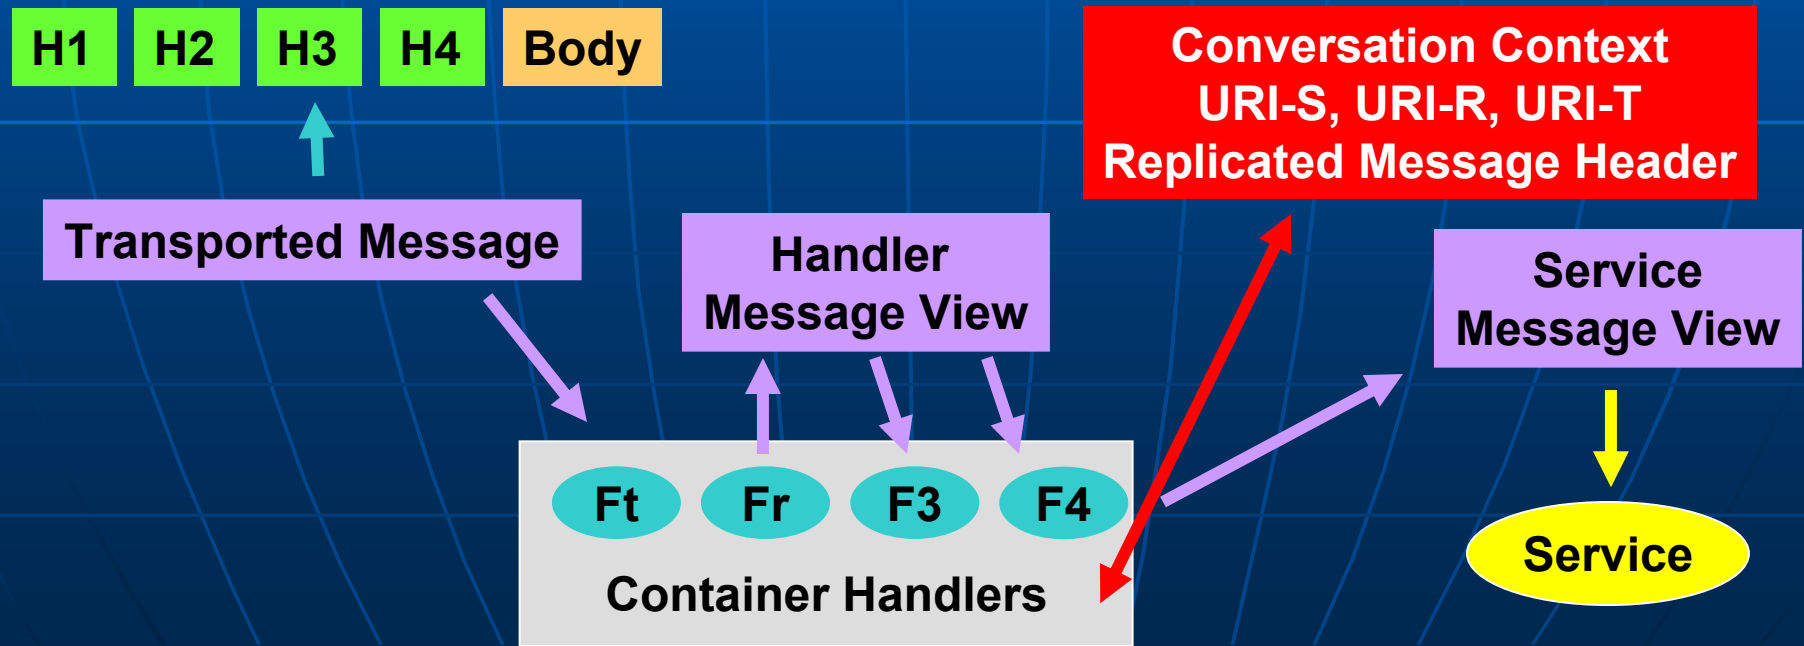 H1 H2 H3 H4 Body
Conversation Context
URI-S, URI-R, URI-T
Replicated Message Header
Transported Message
Handler
Message View
Service
Message View
Ft Fr F3 F4
Container Handlers
Service